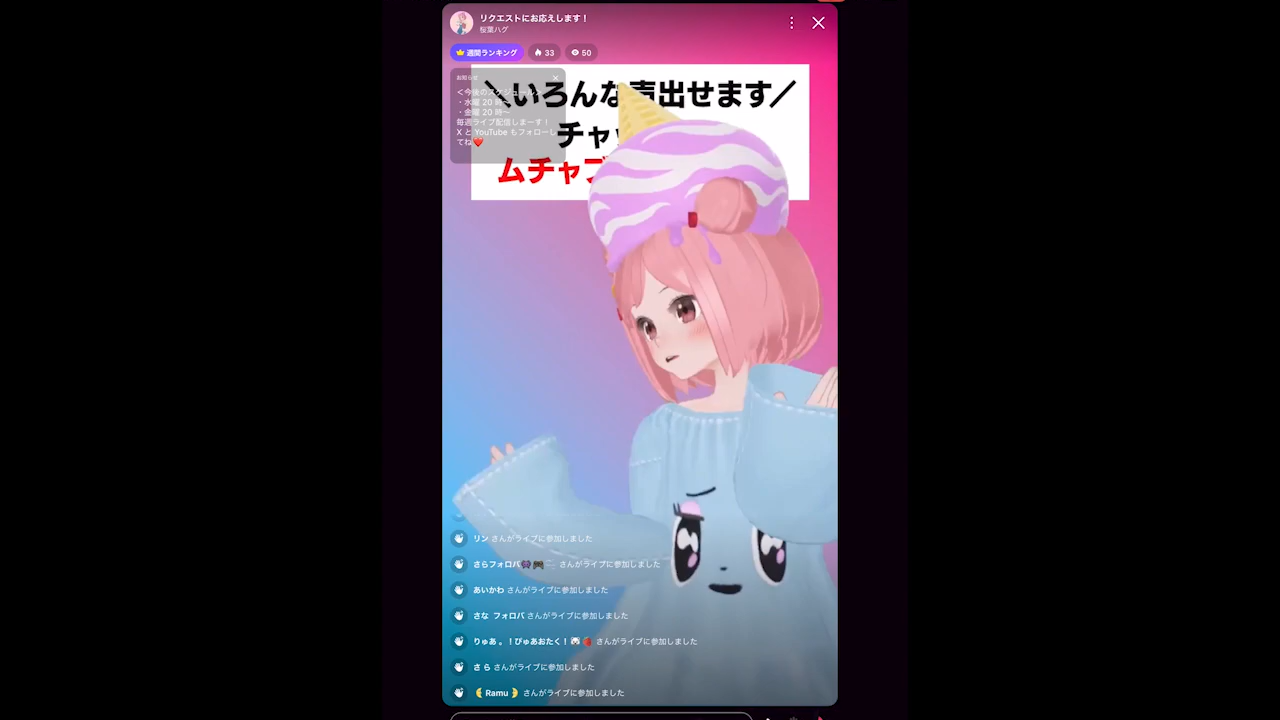 リクエストにお応えします！
桜葉ハグ
週間ランキング
33
50
お知らせ
＜今後のスケジュール＞
・水曜 20 時～
・金曜 20 時～
毎週ライブ配信しまーす！
X と YouTube もフォローし
てね❤️
＼いろんな声出せます／
チャ
ムチャブ
リン さんがライブに参加しました
さらフォロバ さんがライブに参加しました
あいかわ さんがライブに参加しました
さな フォロバ さんがライブに参加しました
りゅあ 。！ぴゅあおたく！ さんがライブに参加しました
さ ら さんがライブに参加しました
Ramu さんがライブに参加しました